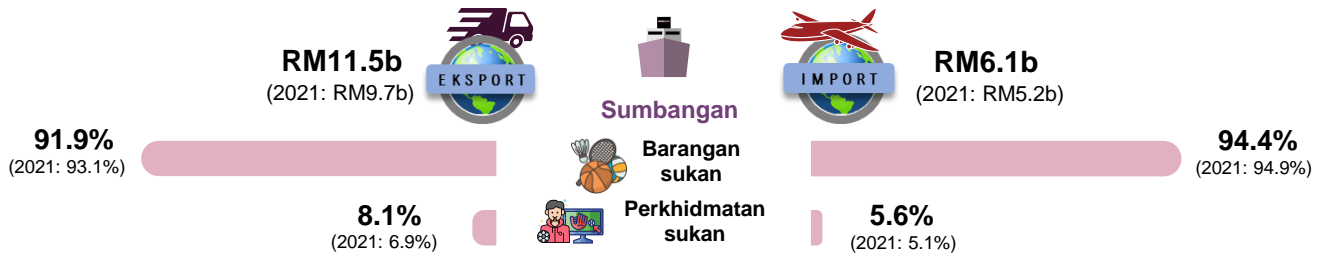 RM11.5b
(2021: RM9.7b)
EKSPORT
IMPORT
RM6.1b
(2021: RM5.2b)
Sumbangan
91.9%
(2021: 93.1%)
Barangan
sukan
94.4%
(2021: 94.9%)
8.1%
(2021: 6.9%)
Perkhidmatan
sukan
5.6%
(2021: 5.1%)